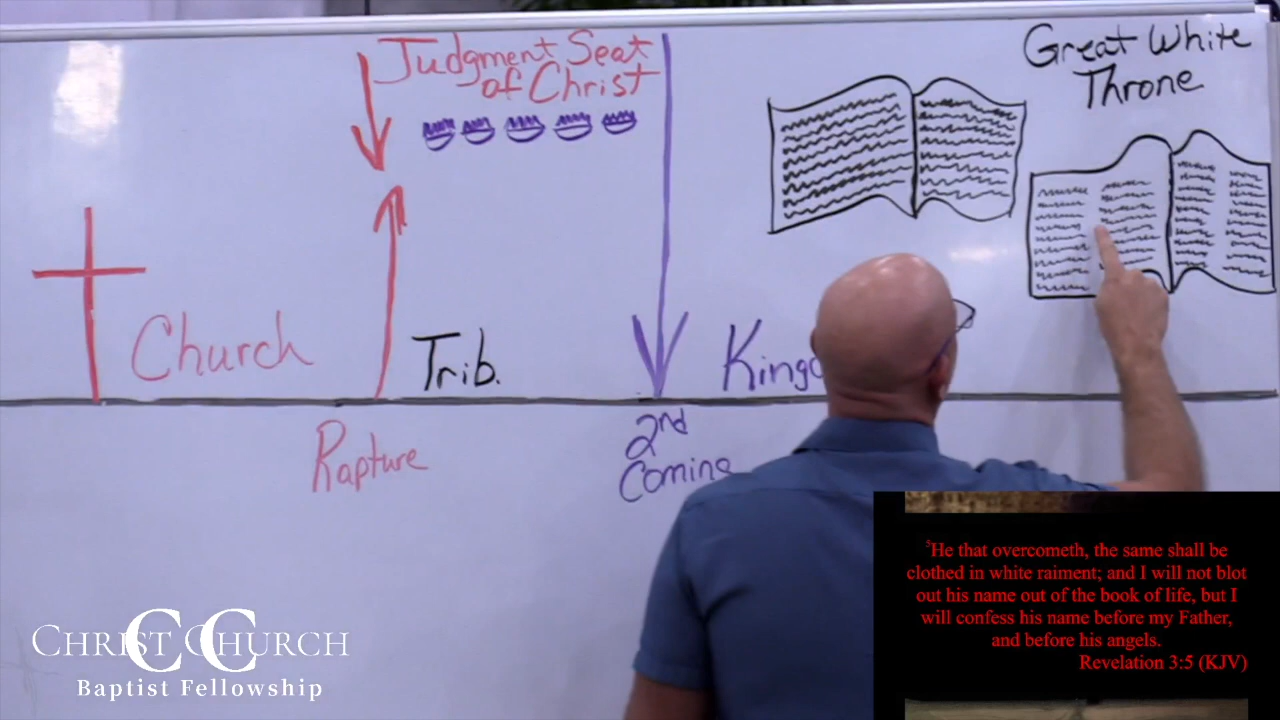 Judgment Seat
of Christ
Great White
Throne
Church
Trib.
Rapture
2nd
Coming
5He that overcometh, the same shall be
clothed in white raiment; and I will not blot
out his name out of the book of life, but I
will confess his name before my Father,
and before his angels.
Revelation 3:5 (KJV)
CC
CHRIST CHURCH
Baptist Fellowship